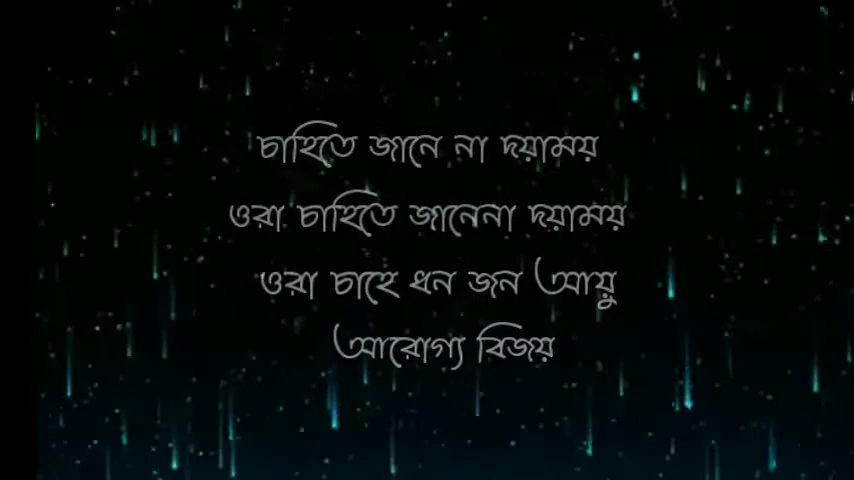 চাহিতে জানে না দয়াময়
ওরা চাহিতে জানেনা দয়াময়
ওরা চাহে ধন জন আয়ু
আরোগ্য বিজয়